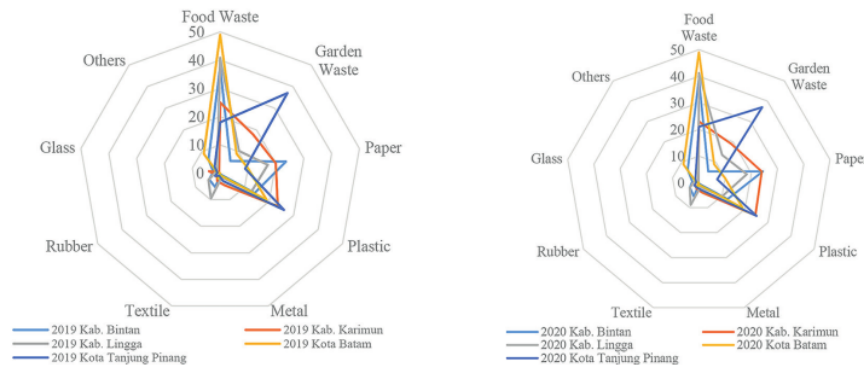 Food Waste
50
40
30
20
10
0
Garden
Waste
Paper
Plastic
Metal
Textile
Rubber
Glass
Others
2019 Kab. Bintan
2019 Kab. Karimun
2019 Kab. Lingga
2019 Kota Batam
2019 Kota Tanjung Pinang
Food
Waste
50
40
30
20
10
0
Garden Waste
Paper
Plastic
Metal
Textile
Rubber
Glass
Others
2020 Kab. Bintan
2020 Kab. Karimun
2020 Kab. Lingga
2020 Kota Batam
2020 Kota Tanjung Pinang